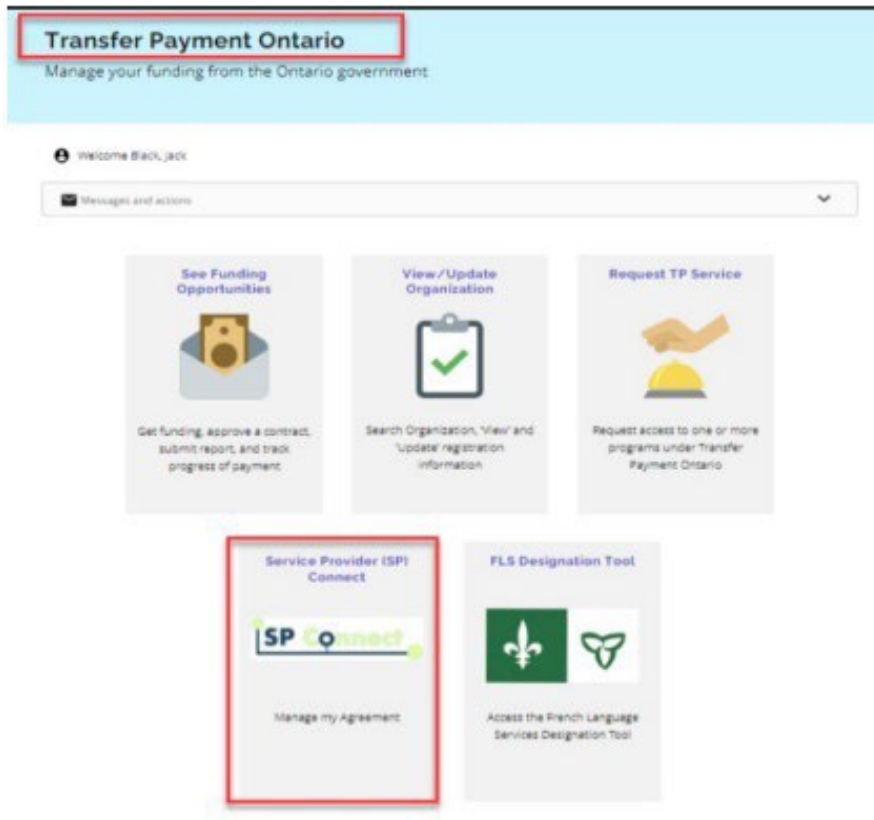 Transfer Payment Ontario
Manage your funding from the Ontario government
Welcome Black, jack
Messages and actions
See Funding
Opportunities
Get funding, approve a contract,
submit report, and track
progress of payment
View/Update
Organization
Search Organization, 'View' and
'Update' registration
information
Request TP Service
Request access to one or more
programs under Transfer
Payment Ontario
Service Provider (SP)
Connect
SP Connect
Manage my Agreement
FLS Designation Tool
Access the French Language
Services Designation Tool